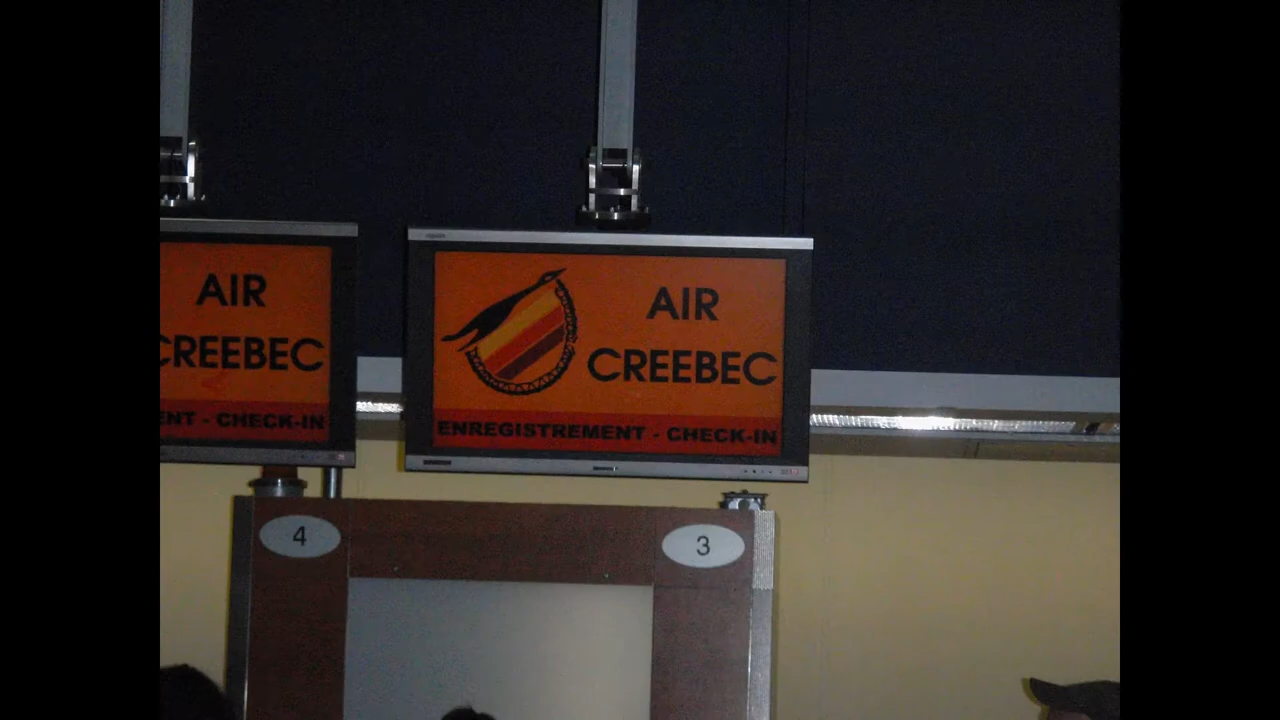 AIR
CREEBEC
ENT - CHECK-IN
AIR
CREEBEC
ENREGISTREMENT - CHECK-IN
4
3